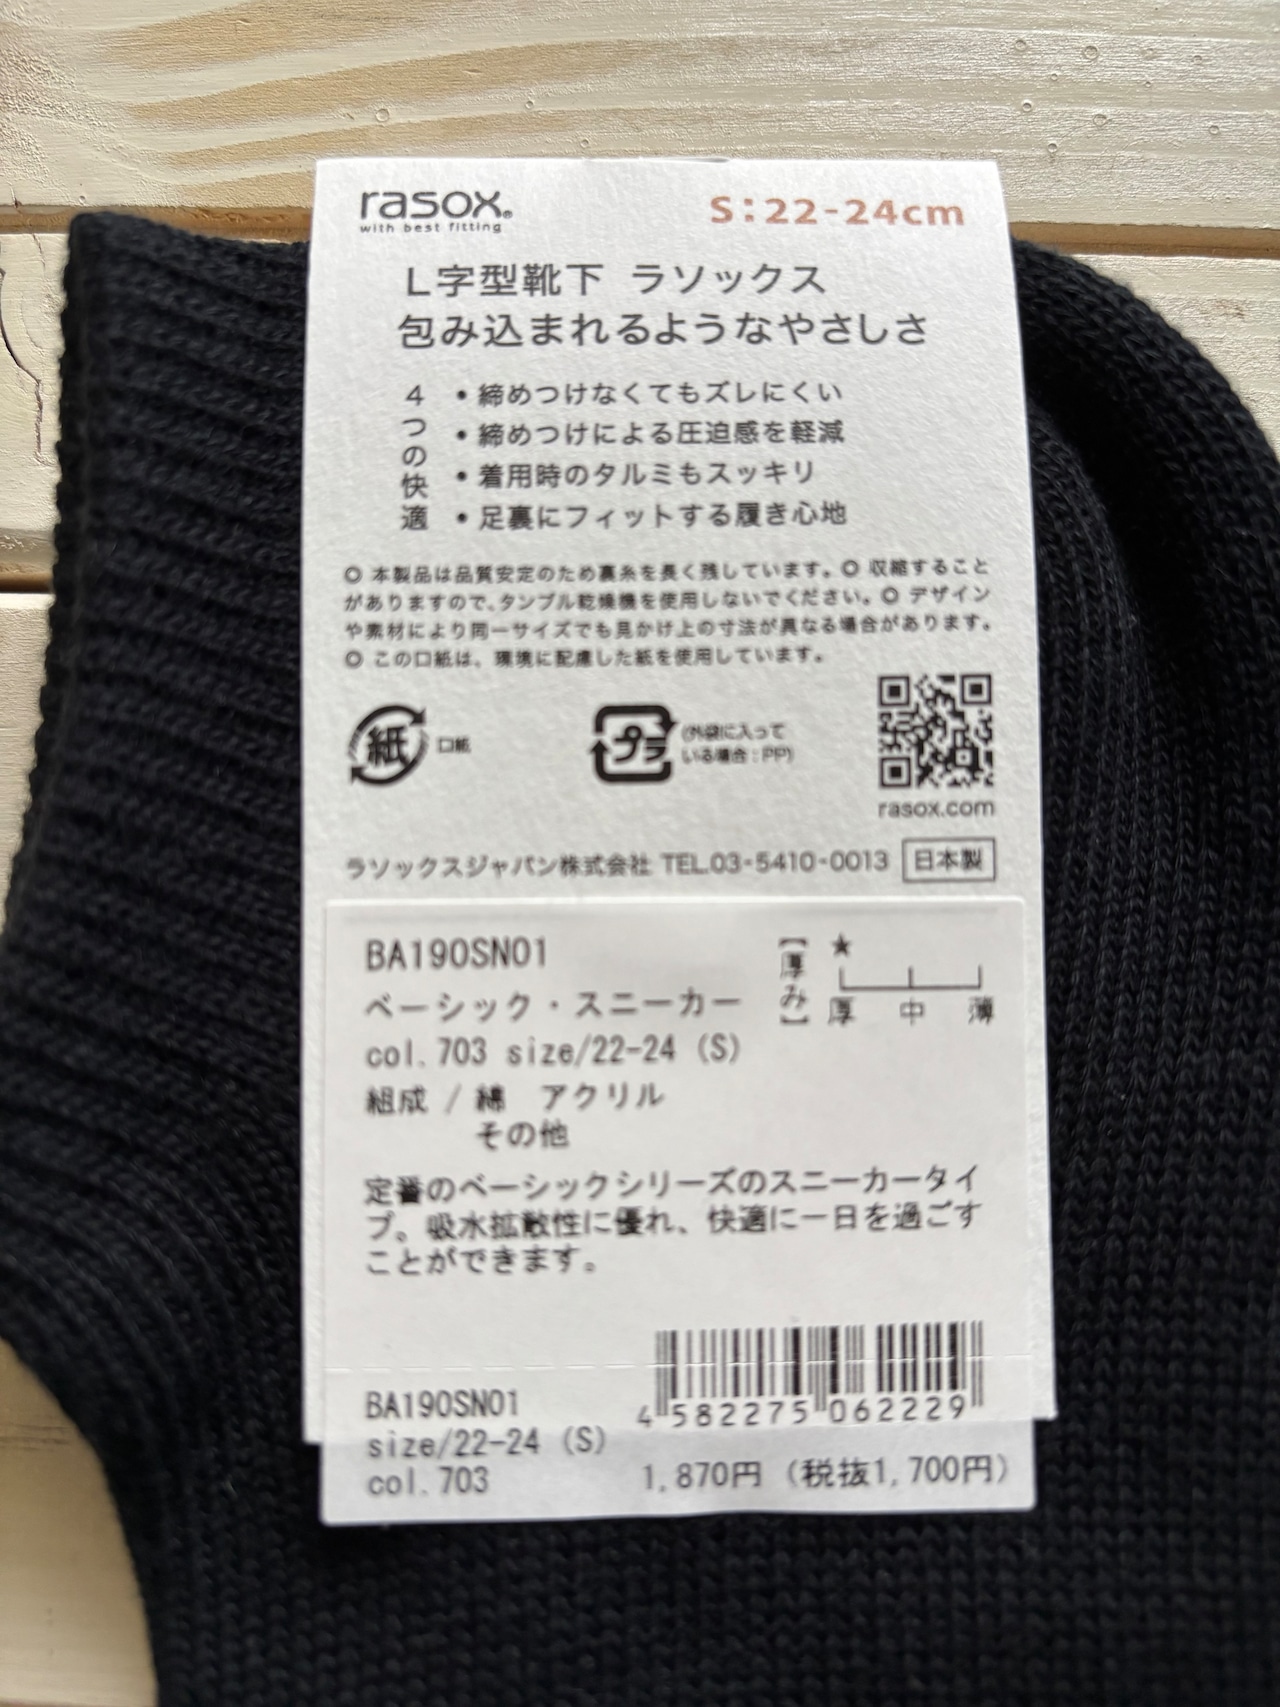 rasox®
with best fitting
S:22-24cm
L字型靴下 ラソックス
包み込まれるようなやさしさ
4つの快適
・締めつけなくてもズレにくい
・締めつけによる圧迫感を軽減
・着用時のタルミもスッキリ
・足裏にフィットする履き心地
◎ 本製品は品質安定のため裏糸を長く残しています。◎ 収縮すること
がありますので、タンブル乾燥機を使用しないでください。◎ デザイン
や素材により同一サイズでも見かけ上の寸法が異なる場合があります。
◎ この口紙は、環境に配慮した紙を使用しています。
紙 口紙
プラ (外袋に入って
いる場合:PP)
rasox.com
ラソックスジャパン株式会社 TEL.03-5410-0013 日本製
BA190SN01
【厚み】
★
厚 中 薄
ベーシック・スニーカー
col.703 size/22-24 (S)
組成 / 綿 アクリル
その他
定番のベーシックシリーズのスニーカータイ
プ。吸水拡散性に優れ、快適に一日を過ごす
ことができます。
4 582275 062229
BA190SN01
size/22-24 (S)
col.703
1,870円 (税抜1,700円)